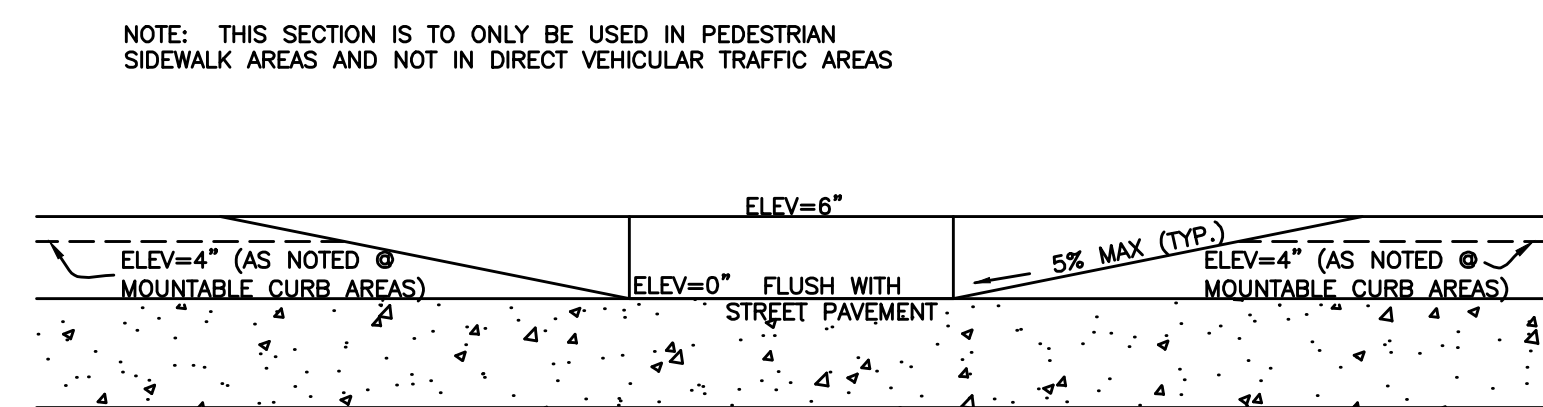 NOTE: THIS SECTION IS TO ONLY BE USED IN PEDESTRIAN
SIDEWALK AREAS AND NOT IN DIRECT VEHICULAR TRAFFIC AREAS
ELEV=6"
5% MAX (TYP.)
ELEV=4" (AS NOTED @
MOUNTABLE CURB AREAS)
ELEV=0" FLUSH WITH
STREET PAVEMENT
ELEV=4" (AS NOTED @
MOUNTABLE CURB AREAS)